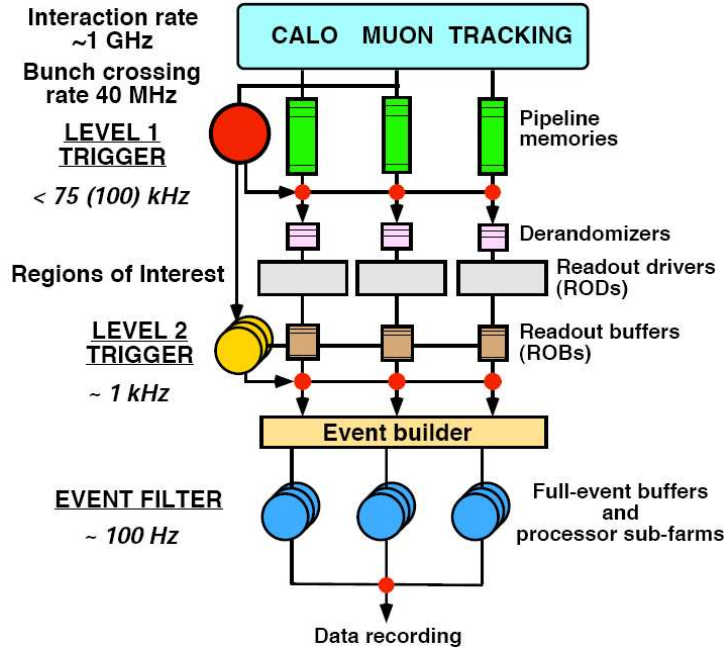 Interaction rate
~1 GHz
CALO MUON TRACKING
Bunch crossing
rate 40 MHz
LEVEL 1
TRIGGER
Pipeline
memories
< 75 (100) kHz
Derandomizers
Regions of Interest
Readout drivers
(RODs)
LEVEL 2
TRIGGER
Readout buffers
(ROBs)
~ 1 kHz
Event builder
EVENT FILTER
~ 100 Hz
Full-event buffers
and
processor sub-farms
Data recording